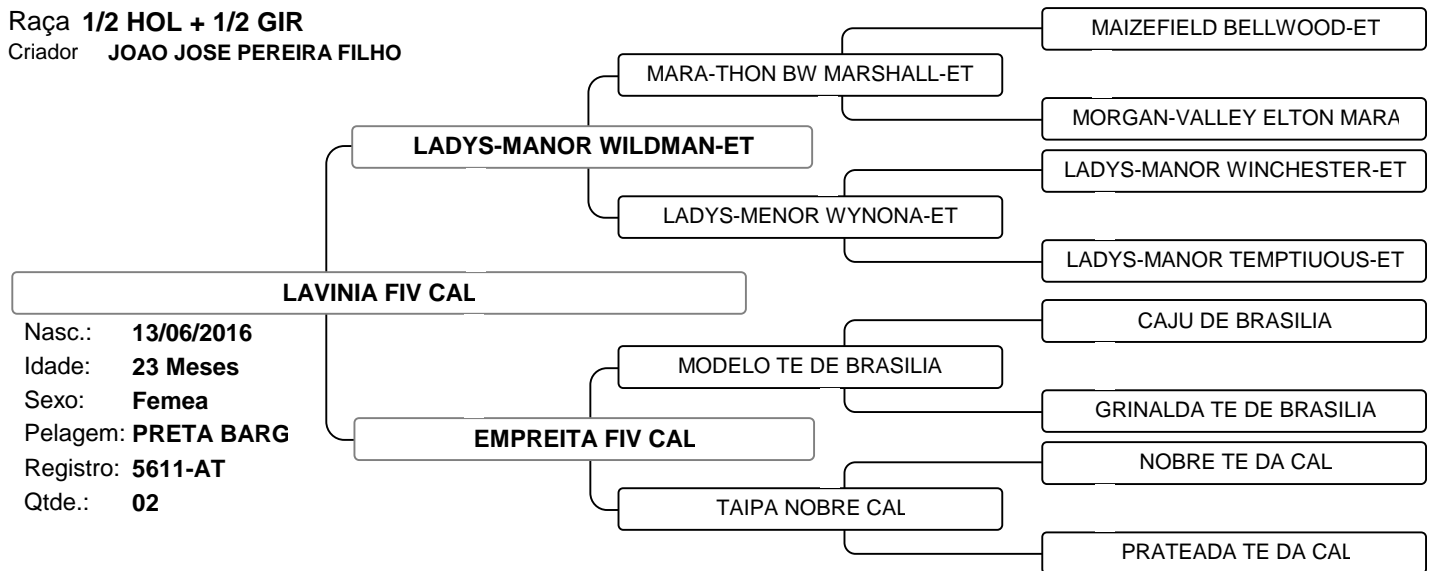 Raça 1/2 HOL + 1/2 GIR
Criador JOAO JOSE PEREIRA FILHO
MAIZEFIELD BELLWOOD-ET
MARA-THON BW MARSHALL-ET
MORGAN-VALLEY ELTON MARA
LADYS-MANOR WILDMAN-ET
LADYS-MANOR WINCHESTER-ET
LADYS-MENOR WYNONA-ET
LADYS-MANOR TEMPTIUOUS-ET
LAVINIA FIV CAL
Nasc.: 13/06/2016
Idade: 23 Meses
Sexo: Femea
Pelagem: PRETA BARG
Registro: 5611-AT
Qtde.: 02
CAJU DE BRASILIA
MODELO TE DE BRASILIA
GRINALDA TE DE BRASILIA
EMPREITA FIV CAL
NOBRE TE DA CAL
TAIPA NOBRE CAL
PRATEADA TE DA CAL